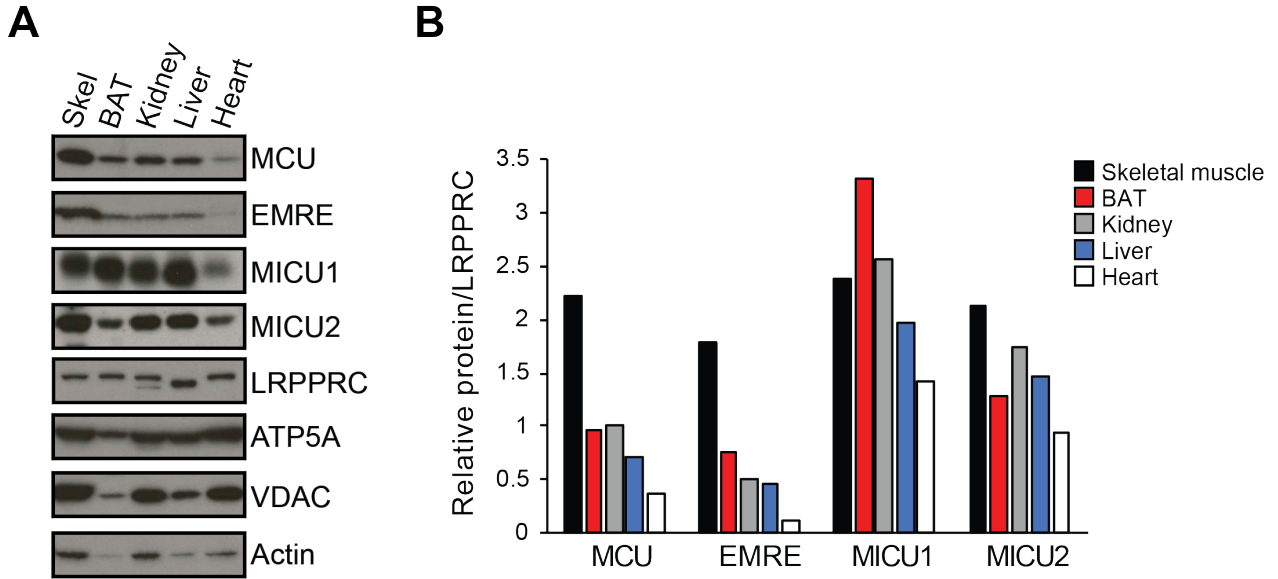 A
Skel
BAT
Kidney
Liver
Heart
MCU
EMRE
MICU1
MICU2
LRPPRC
ATP5A
VDAC
Actin
B
Relative protein/LRPPRC
3.5
3
2.5
2
1.5
1
0.5
0
MCU
EMRE
MICU1
MICU2
Skeletal muscle
BAT
Kidney
Liver
Heart